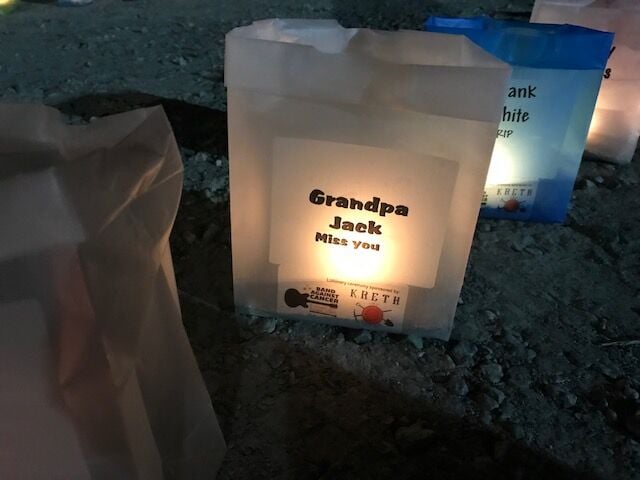 Grandpa
Jack
Miss you
Luminary ceremony sponsored by:
BAND
AGAINST
CANCER
KRETH
ank
hite
RIP
KRETH
s